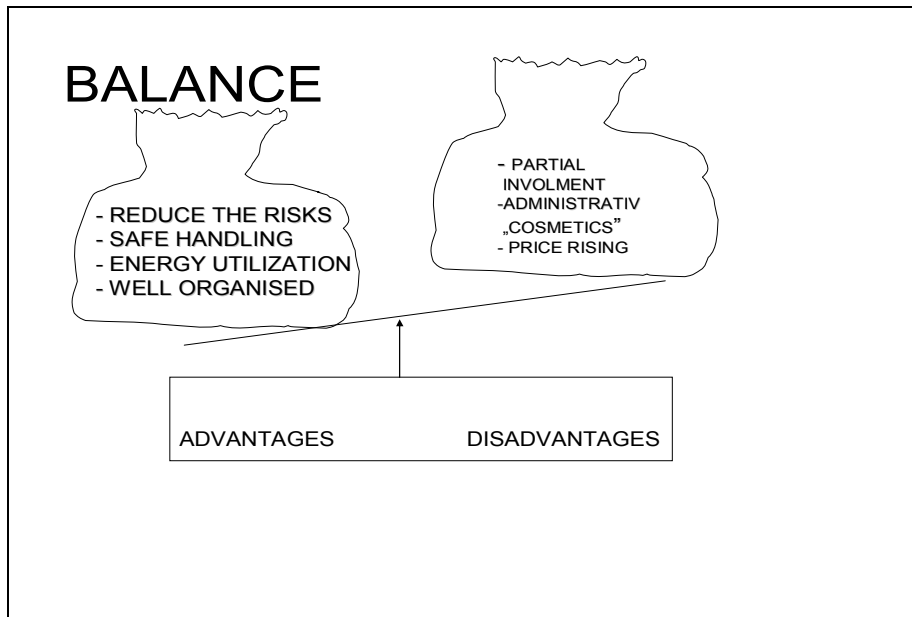 BALANCE
- REDUCE THE RISKS
- SAFE HANDLING
- ENERGY UTILIZATION
- WELL ORGANISED
- PARTIAL
INVOLMENT
-ADMINISTRATIV
„COSMETICS”
- PRICE RISING
ADVANTAGES
DISADVANTAGES